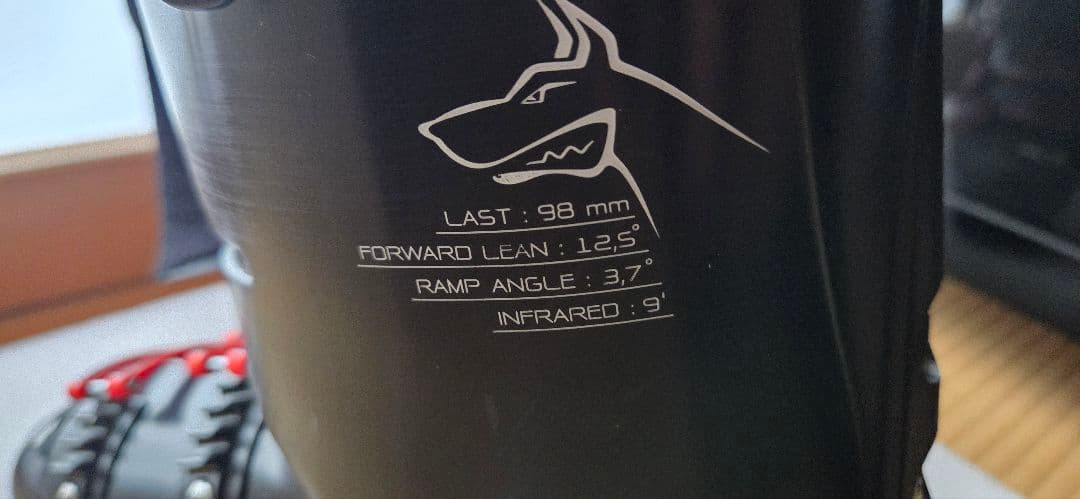 LAST : 98 mm
FORWARD LEAN : 12,5°
RAMP ANGLE : 3,7°
INFRARED : 9'